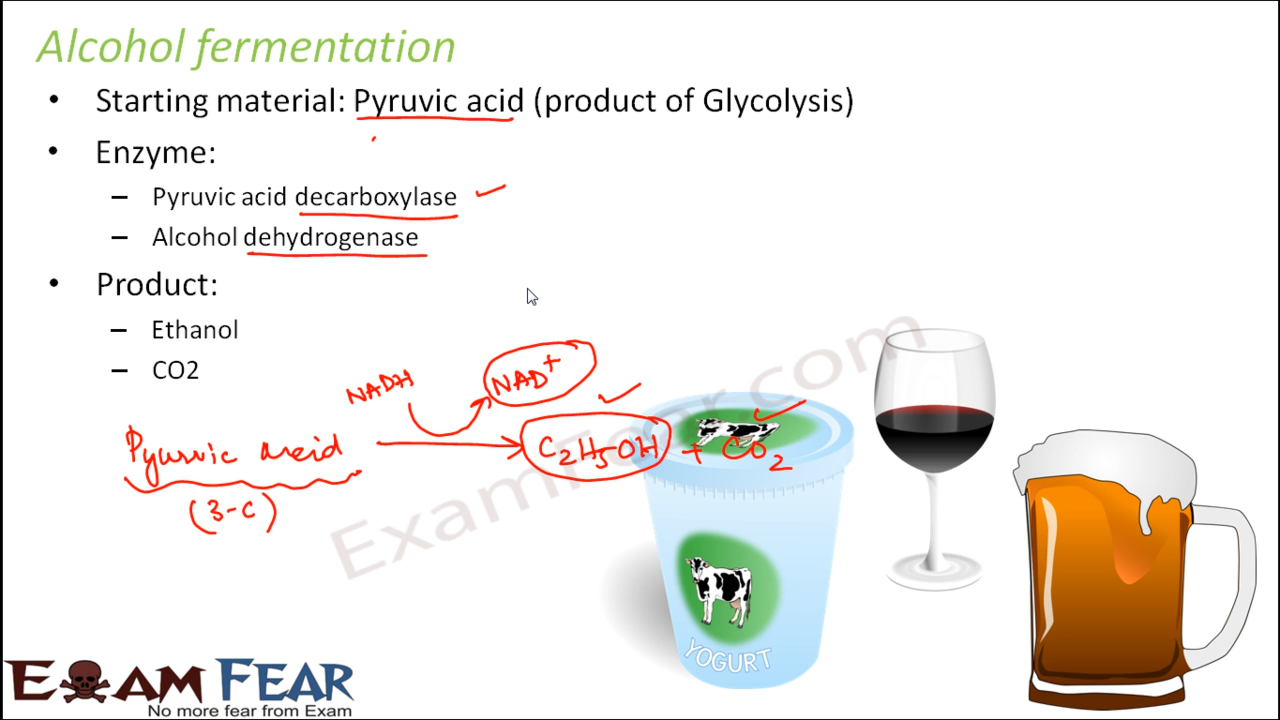 Alcohol fermentation
• Starting material: Pyruvic acid (product of Glycolysis)
• Enzyme:
– Pyruvic acid decarboxylase
– Alcohol dehydrogenase
• Product:
– Ethanol
– CO2
NADH NAD+
Pyruvic acid → C2H5OH + CO2
(3-C)
ExamFear.com
YOGURT
EXAM FEAR
No more fear from Exam